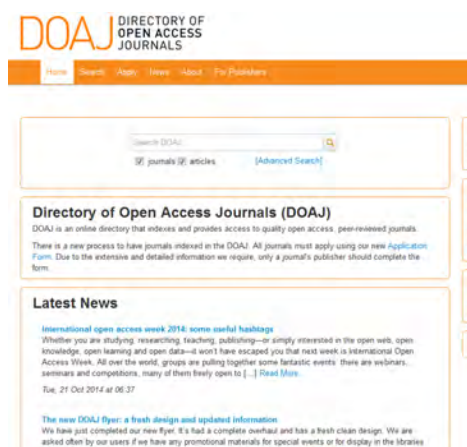 DOAJ DIRECTORY OF
OPEN ACCESS
JOURNALS
Home Search Apply News About For Publishers
Search DOAJ
journals articles [Advanced Search]
Directory of Open Access Journals (DOAJ)
DOAJ is an online directory that indexes and provides access to quality open access, peer-reviewed journals.
There is a new process to have journals indexed in the DOAJ. All journals must apply using our new Application
Form. Due to the extensive and detailed information we require, only a journal's publisher should complete the
form.
Latest News
International open access week 2014: some useful hashtags
Whether you are studying, researching, teaching, publishing—or simply interested in the open web, open
knowledge, open learning and open data—it won't have escaped you that next week is International Open
Access Week. All over the world, groups are pulling together some fantastic events: there are webinars,
seminars and competitions, many of them freely open to [...] Read More.
Tue, 21 Oct 2014 at 06:37
The new DOAJ flyer: a fresh design and updated information
We have just completed our new flyer. It's had a complete overhaul and has a fresh clean design. We are
asked often by our users if we have any promotional materials for special events or for display in the libraries